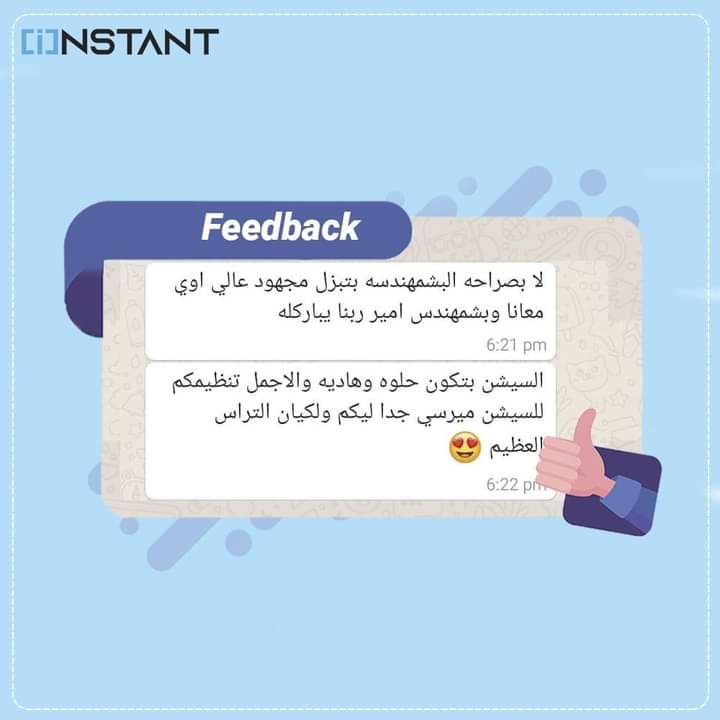 [i]NSTANT
Feedback
لا بصراحه البشمهندسه بتبزل مجهود عالي اوي
معانا وبشمهندس امير ربنا يباركله
6:21 pm
السيشن بتكون حلوه وهاديه والاجمل تنظيمكم
للسيشن ميرسي جدا ليكم ولكيان التراس
العظيم 😍
6:22 pm